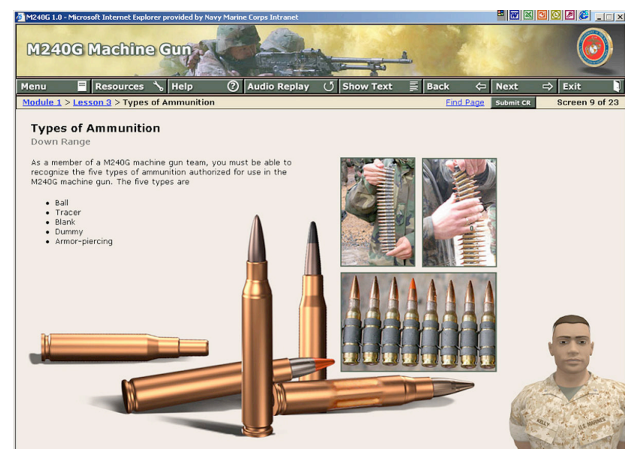 M240G 1.0 - Microsoft Internet Explorer provided by Navy Marine Corps Intranet
M240G Machine Gun
Menu Resources Help Audio Replay Show Text Back Next Exit
Module 1 > Lesson 3 > Types of Ammunition Find Page Submit CR Screen 9 of 23
Types of Ammunition
Down Range
As a member of a M240G machine gun team, you must be able to
recognize the five types of ammunition authorized for use in the
M240G machine gun. The five types are
• Ball
• Tracer
• Blank
• Dummy
• Armor-piercing
KELLY U.S. MARINES